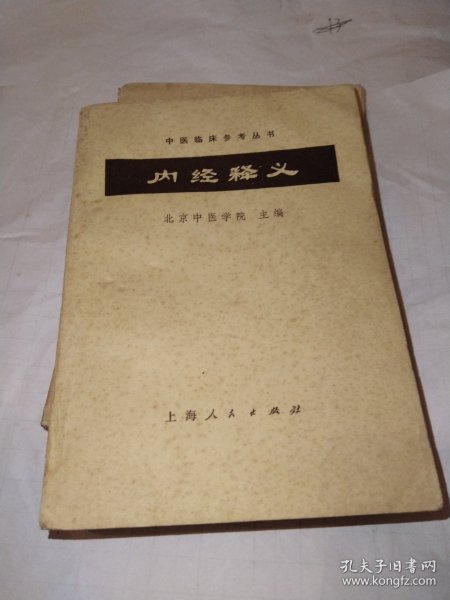 中医临床参考丛书
内经释义
北京中医学院 主编
上海人民出版社
孔夫子旧书网
www.kongfz.com